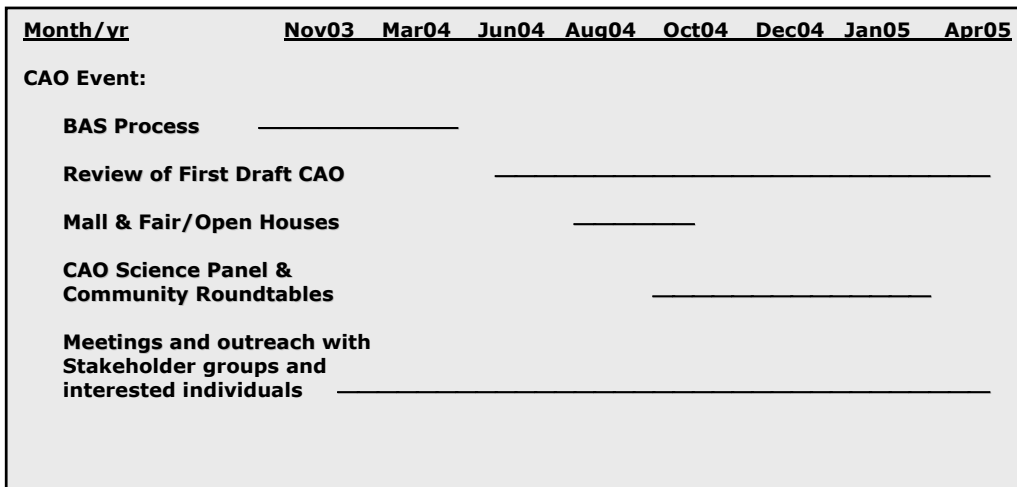 Month/yr Nov03 Mar04 Jun04 Aug04 Oct04 Dec04 Jan05 Apr05
CAO Event:
BAS Process
Review of First Draft CAO
Mall & Fair/Open Houses
CAO Science Panel &
Community Roundtables
Meetings and outreach with
Stakeholder groups and
interested individuals